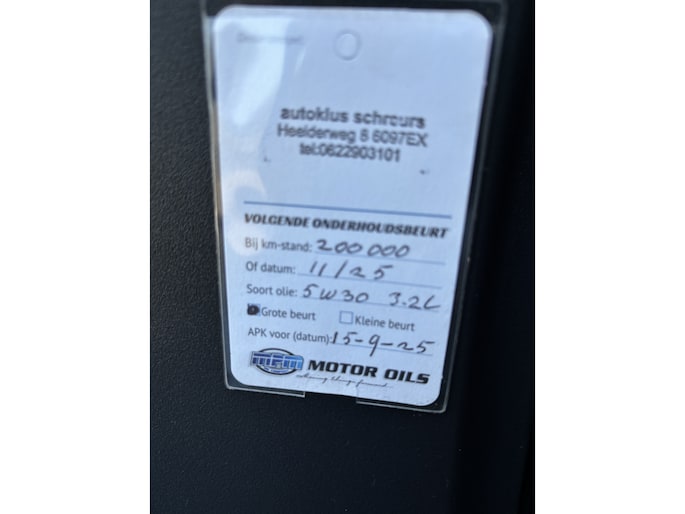 autoklus schreurs
Heelderweg 8 6097EX
tel:0622903101
VOLGENDE ONDERHOUDSBEURT
Bij km-stand: 200 000
Of datum: 11/25
Soort olie: 5W30 3.2L
Grote beurt Kleine beurt
APK voor (datum): 15-9-25
MPM MOTOR OILS